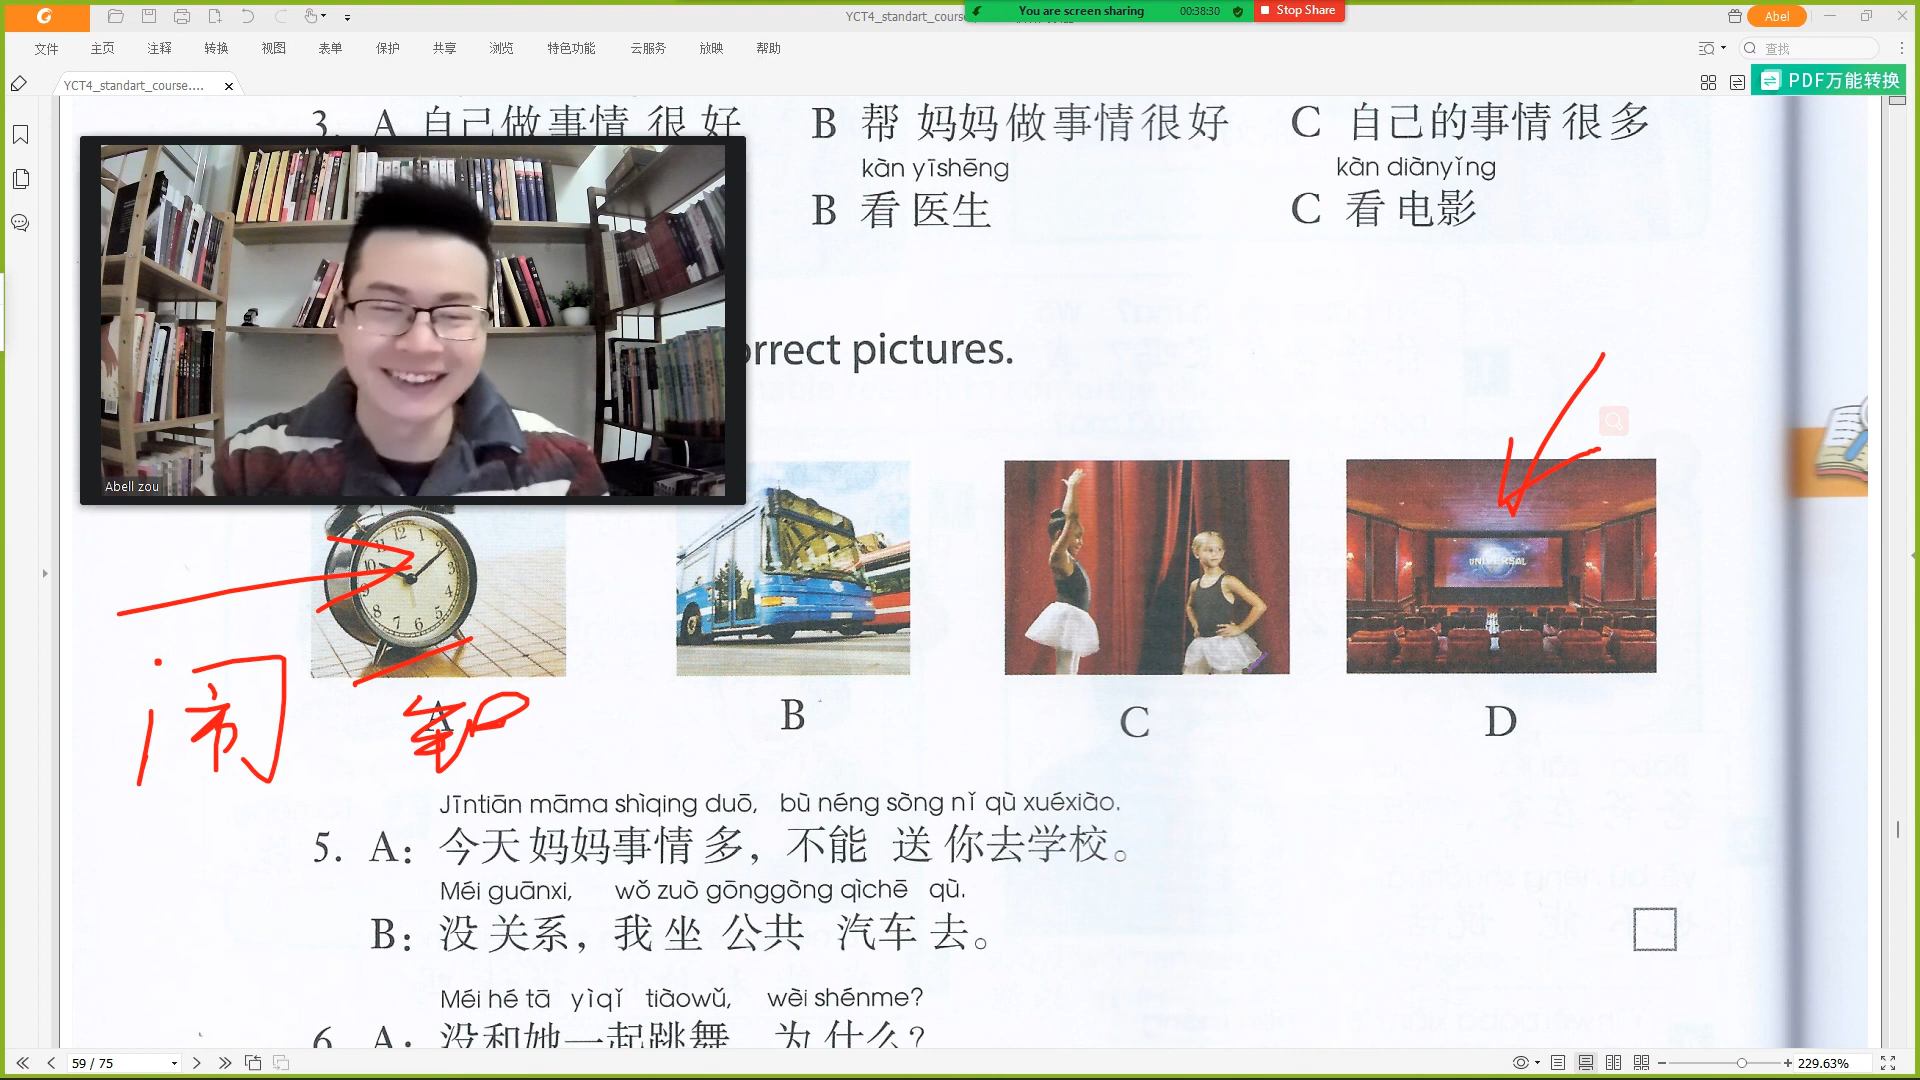 YCT4_standart_course
You are screen sharing
00:38:30
Stop Share
Abel
文件 主页 注释 转换 视图 表单 保护 共享 浏览 特色功能 云服务 放映 帮助
查找
YCT4_standart_course....
PDF万能转换
3. A 自己做事情很好 B 帮妈妈做事情很好 C 自己的事情很多
kàn yīshēng kàn diànyǐng
B 看医生 C 看电影
orrect pictures.
Abell zou
UNIVERSAL
闹
A B C D
Jīntiān māma shìqing duō, bù néng sòng nǐ qù xuéxiào.
5. A: 今天妈妈事情多，不能送你去学校。
Méi guānxi, wǒ zuò gōnggòng qìchē qù.
B: 没关系，我坐公共汽车去。
Méi hé tā yìqǐ tiàowǔ, wèi shénme?
6. A: 没和她一起跳舞，为什么？
59 / 75
229.63%